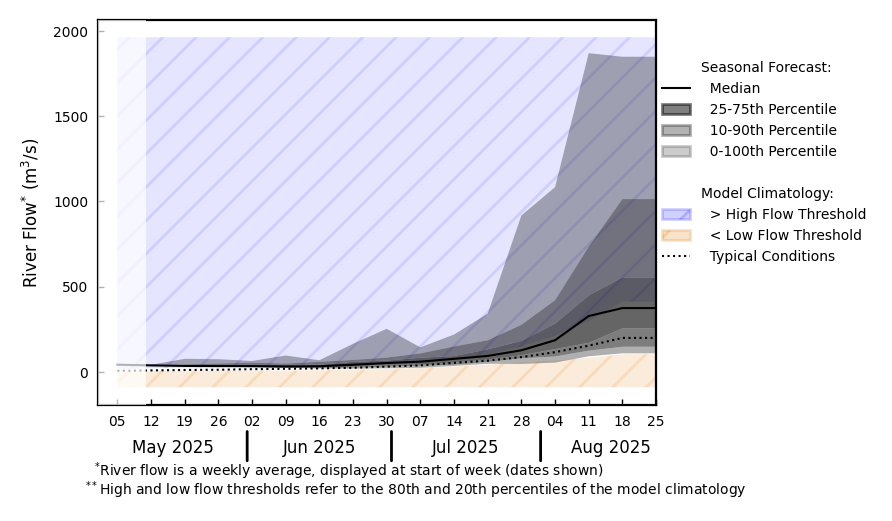 2000
1500
1000
500
0
River Flow* (m³/s)
05 12 19 26 02 09 16 23 30 07 14 21 28 04 11 18 25
May 2025 Jun 2025 Jul 2025 Aug 2025
Seasonal Forecast:
Median
25-75th Percentile
10-90th Percentile
0-100th Percentile
Model Climatology:
> High Flow Threshold
< Low Flow Threshold
Typical Conditions
*River flow is a weekly average, displayed at start of week (dates shown)
**High and low flow thresholds refer to the 80th and 20th percentiles of the model climatology